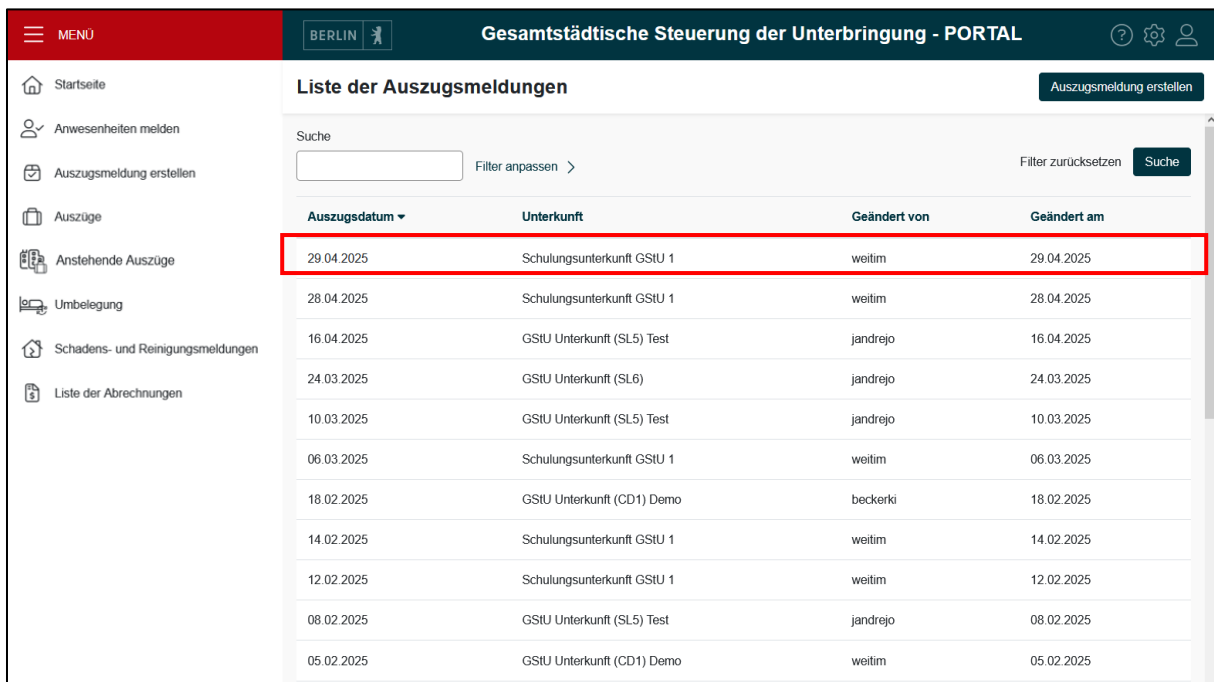 MENÜ
BERLIN
Gesamtstädtische Steuerung der Unterbringung - PORTAL
Startseite
Anwesenheiten melden
Auszugsmeldung erstellen
Auszüge
Anstehende Auszüge
Umbelegung
Schadens- und Reinigungsmeldungen
Liste der Abrechnungen
Liste der Auszugsmeldungen
Auszugsmeldung erstellen
Suche
Filter anpassen
Filter zurücksetzen Suche
Auszugsdatum Unterkunft Geändert von Geändert am
29.04.2025 Schulungsunterkunft GStU 1 weitim 29.04.2025
28.04.2025 Schulungsunterkunft GStU 1 weitim 28.04.2025
16.04.2025 GStU Unterkunft (SL5) Test jandrejo 16.04.2025
24.03.2025 GStU Unterkunft (SL6) jandrejo 24.03.2025
10.03.2025 GStU Unterkunft (SL5) Test jandrejo 10.03.2025
06.03.2025 Schulungsunterkunft GStU 1 weitim 06.03.2025
18.02.2025 GStU Unterkunft (CD1) Demo beckerki 18.02.2025
14.02.2025 Schulungsunterkunft GStU 1 weitim 14.02.2025
12.02.2025 Schulungsunterkunft GStU 1 weitim 12.02.2025
08.02.2025 GStU Unterkunft (SL5) Test jandrejo 08.02.2025
05.02.2025 GStU Unterkunft (CD1) Demo weitim 05.02.2025